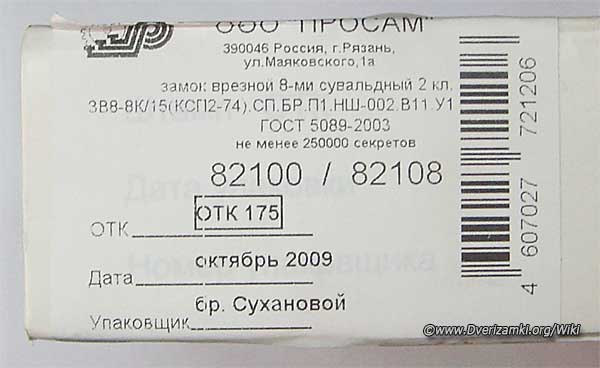 ООО "ПРОСАМ"
390046 Россия, г.Рязань,
ул.Маяковского,1а
замок врезной 8-ми сувальдный 2 кл.
ЗВ8-8К/15(КСП2-74).СП.БР.П1.НШ-002.В11.У1
ГОСТ 5089-2003
не менее 250000 секретов
82100 / 82108
ОТК ОТК 175
Дата октябрь 2009
Упаковщик бр. Сухановой
4 607027 721206
©www.Dverizamki.org/Wiki